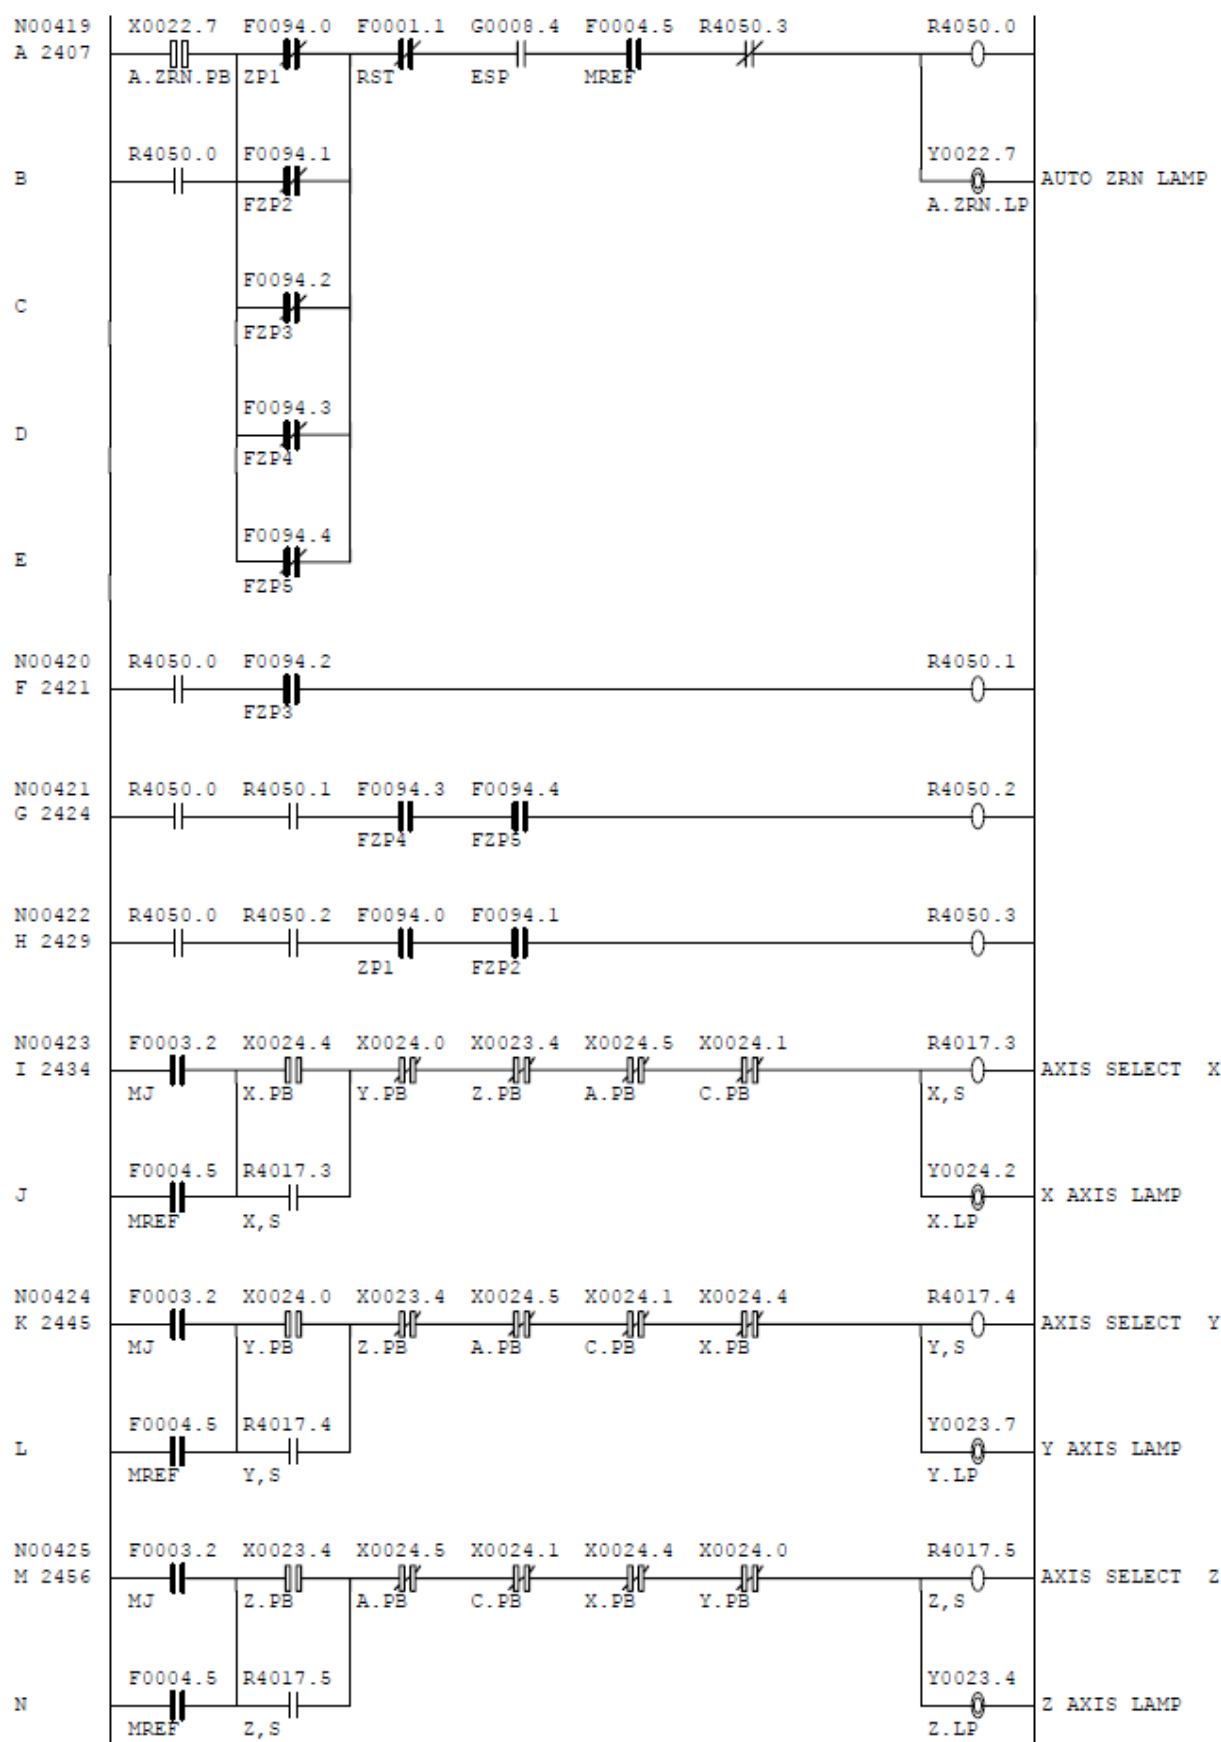 N00419 X0022.7 F0094.0 F0001.1 G0008.4 F0004.5 R4050.3 R4050.0
A 2407
A.ZRN.PB ZP1 RST ESP MREF
R4050.0 F0094.1 Y0022.7
B AUTO ZRN LAMP
FZP2 A.ZRN.LP
F0094.2
C
FZP3
F0094.3
D
FZP4
F0094.4
E
FZP5
N00420 R4050.0 F0094.2 R4050.1
F 2421
FZP3
N00421 R4050.0 R4050.1 F0094.3 F0094.4 R4050.2
G 2424
FZP4 FZP5
N00422 R4050.0 R4050.2 F0094.0 F0094.1 R4050.3
H 2429
ZP1 FZP2
N00423 F0003.2 X0024.4 X0024.0 X0023.4 X0024.5 X0024.1 R4017.3
I 2434 AXIS SELECT X
MJ X.PB Y.PB Z.PB A.PB C.PB X,S
F0004.5 R4017.3 Y0024.2
J X AXIS LAMP
MREF X,S X.LP
N00424 F0003.2 X0024.0 X0023.4 X0024.5 X0024.1 X0024.4 R4017.4
K 2445 AXIS SELECT Y
MJ Y.PB Z.PB A.PB C.PB X.PB Y,S
F0004.5 R4017.4 Y0023.7
L Y AXIS LAMP
MREF Y,S Y.LP
N00425 F0003.2 X0023.4 X0024.5 X0024.1 X0024.4 X0024.0 R4017.5
M 2456 AXIS SELECT Z
MJ Z.PB A.PB C.PB X.PB Y.PB Z,S
F0004.5 R4017.5 Y0023.4
N Z AXIS LAMP
MREF Z,S Z.LP